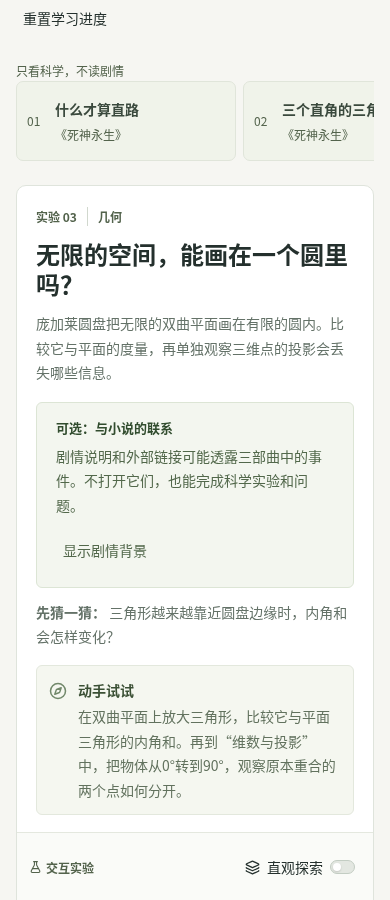 重置学习进度
只看科学，不读剧情
01
什么才算直路
《死神永生》
02
三个直角的三角
《死神永生》
实验 03 几何
无限的空间，能画在一个圆里
吗？
庞加莱圆盘把无限的双曲平面画在有限的圆内。比
较它与平面的度量，再单独观察三维点的投影会丢
失哪些信息。
可选：与小说的联系
剧情说明和外部链接可能透露三部曲中的事
件。不打开它们，也能完成科学实验和问
题。
显示剧情背景
先猜一猜： 三角形越来越靠近圆盘边缘时，内角和
会怎样变化？
动手试试
在双曲平面上放大三角形，比较它与平面
三角形的内角和。再到“维数与投影”
中，把物体从0°转到90°，观察原本重合的
两个点如何分开。
交互实验 直观探索